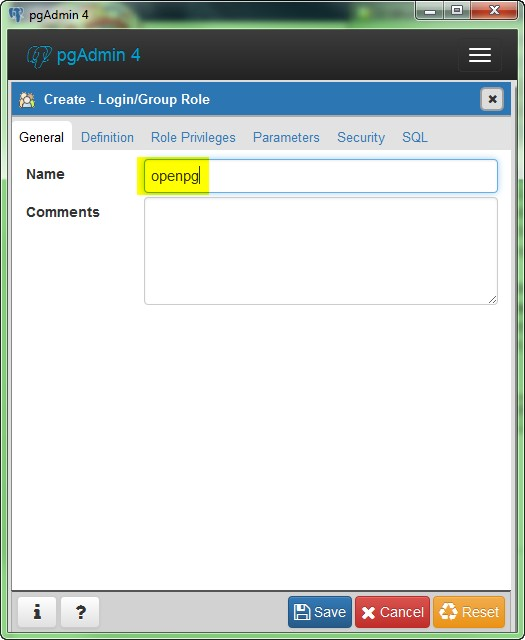 pgAdmin 4
pgAdmin 4
Create - Login/Group Role
General Definition Role Privileges Parameters Security SQL
Name openpg
Comments
i ? Save Cancel Reset